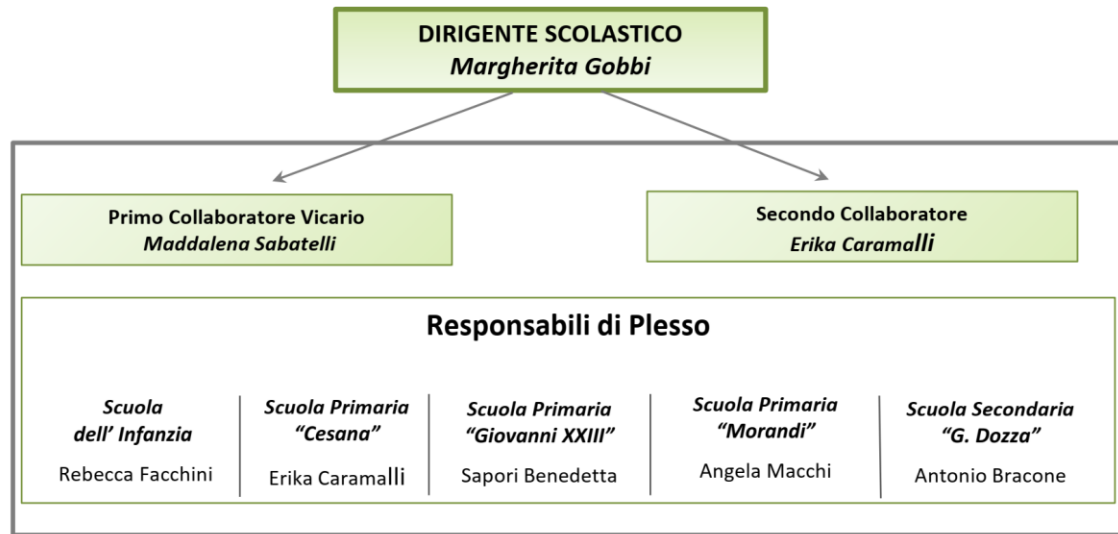 DIRIGENTE SCOLASTICO
Margherita Gobbi
Primo Collaboratore Vicario
Maddalena Sabatelli
Secondo Collaboratore
Erika Caramalli
Responsabili di Plesso
Scuola
dell’ Infanzia
Rebecca Facchini
Scuola Primaria
“Cesana”
Erika Caramalli
Scuola Primaria
“Giovanni XXIII”
Sapori Benedetta
Scuola Primaria
“Morandi”
Angela Macchi
Scuola Secondaria
“G. Dozza”
Antonio Bracone